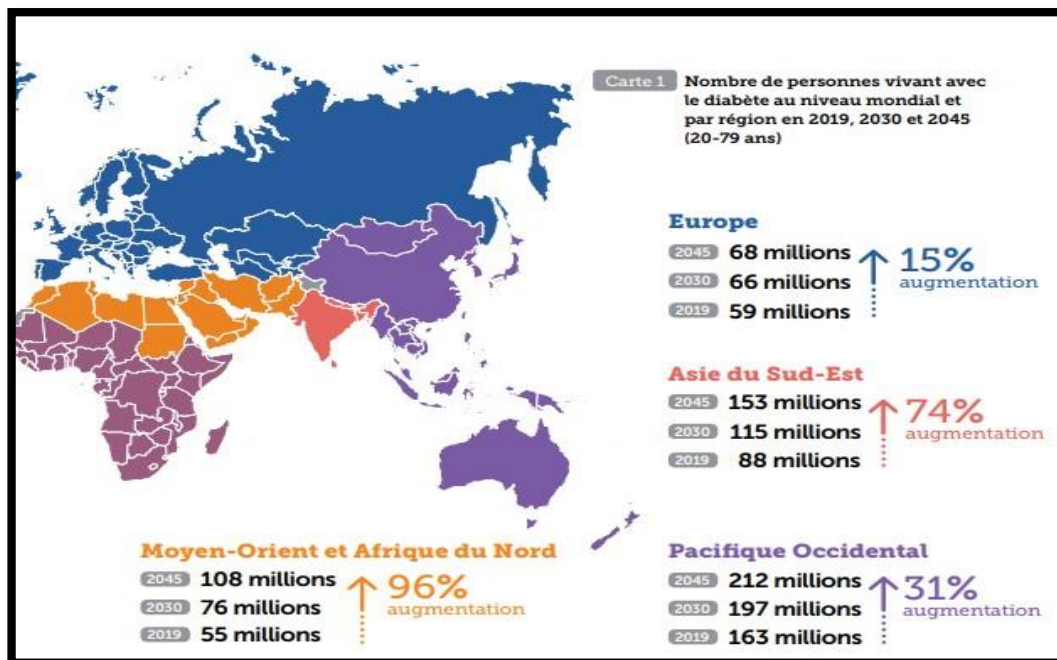 Carte 1
Nombre de personnes vivant avec
le diabète au niveau mondial et
par région en 2019, 2030 et 2045
(20-79 ans)
Europe
2045 68 millions
2030 66 millions
2019 59 millions
15%
augmentation
Asie du Sud-Est
2045 153 millions
2030 115 millions
2019 88 millions
74%
augmentation
Moyen-Orient et Afrique du Nord
2045 108 millions
2030 76 millions
2019 55 millions
96%
augmentation
Pacifique Occidental
2045 212 millions
2030 197 millions
2019 163 millions
31%
augmentation